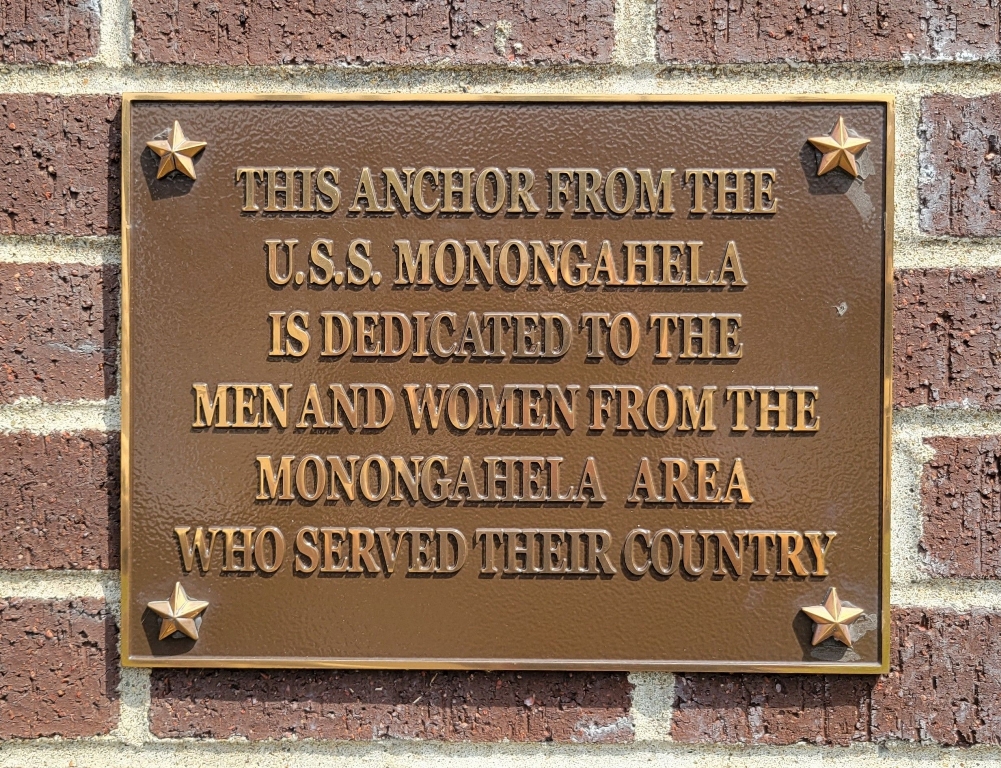 THIS ANCHOR FROM THE
U.S.S. MONONGAHELA
IS DEDICATED TO THE
MEN AND WOMEN FROM THE
MONONGAHELA AREA
WHO SERVED THEIR COUNTRY